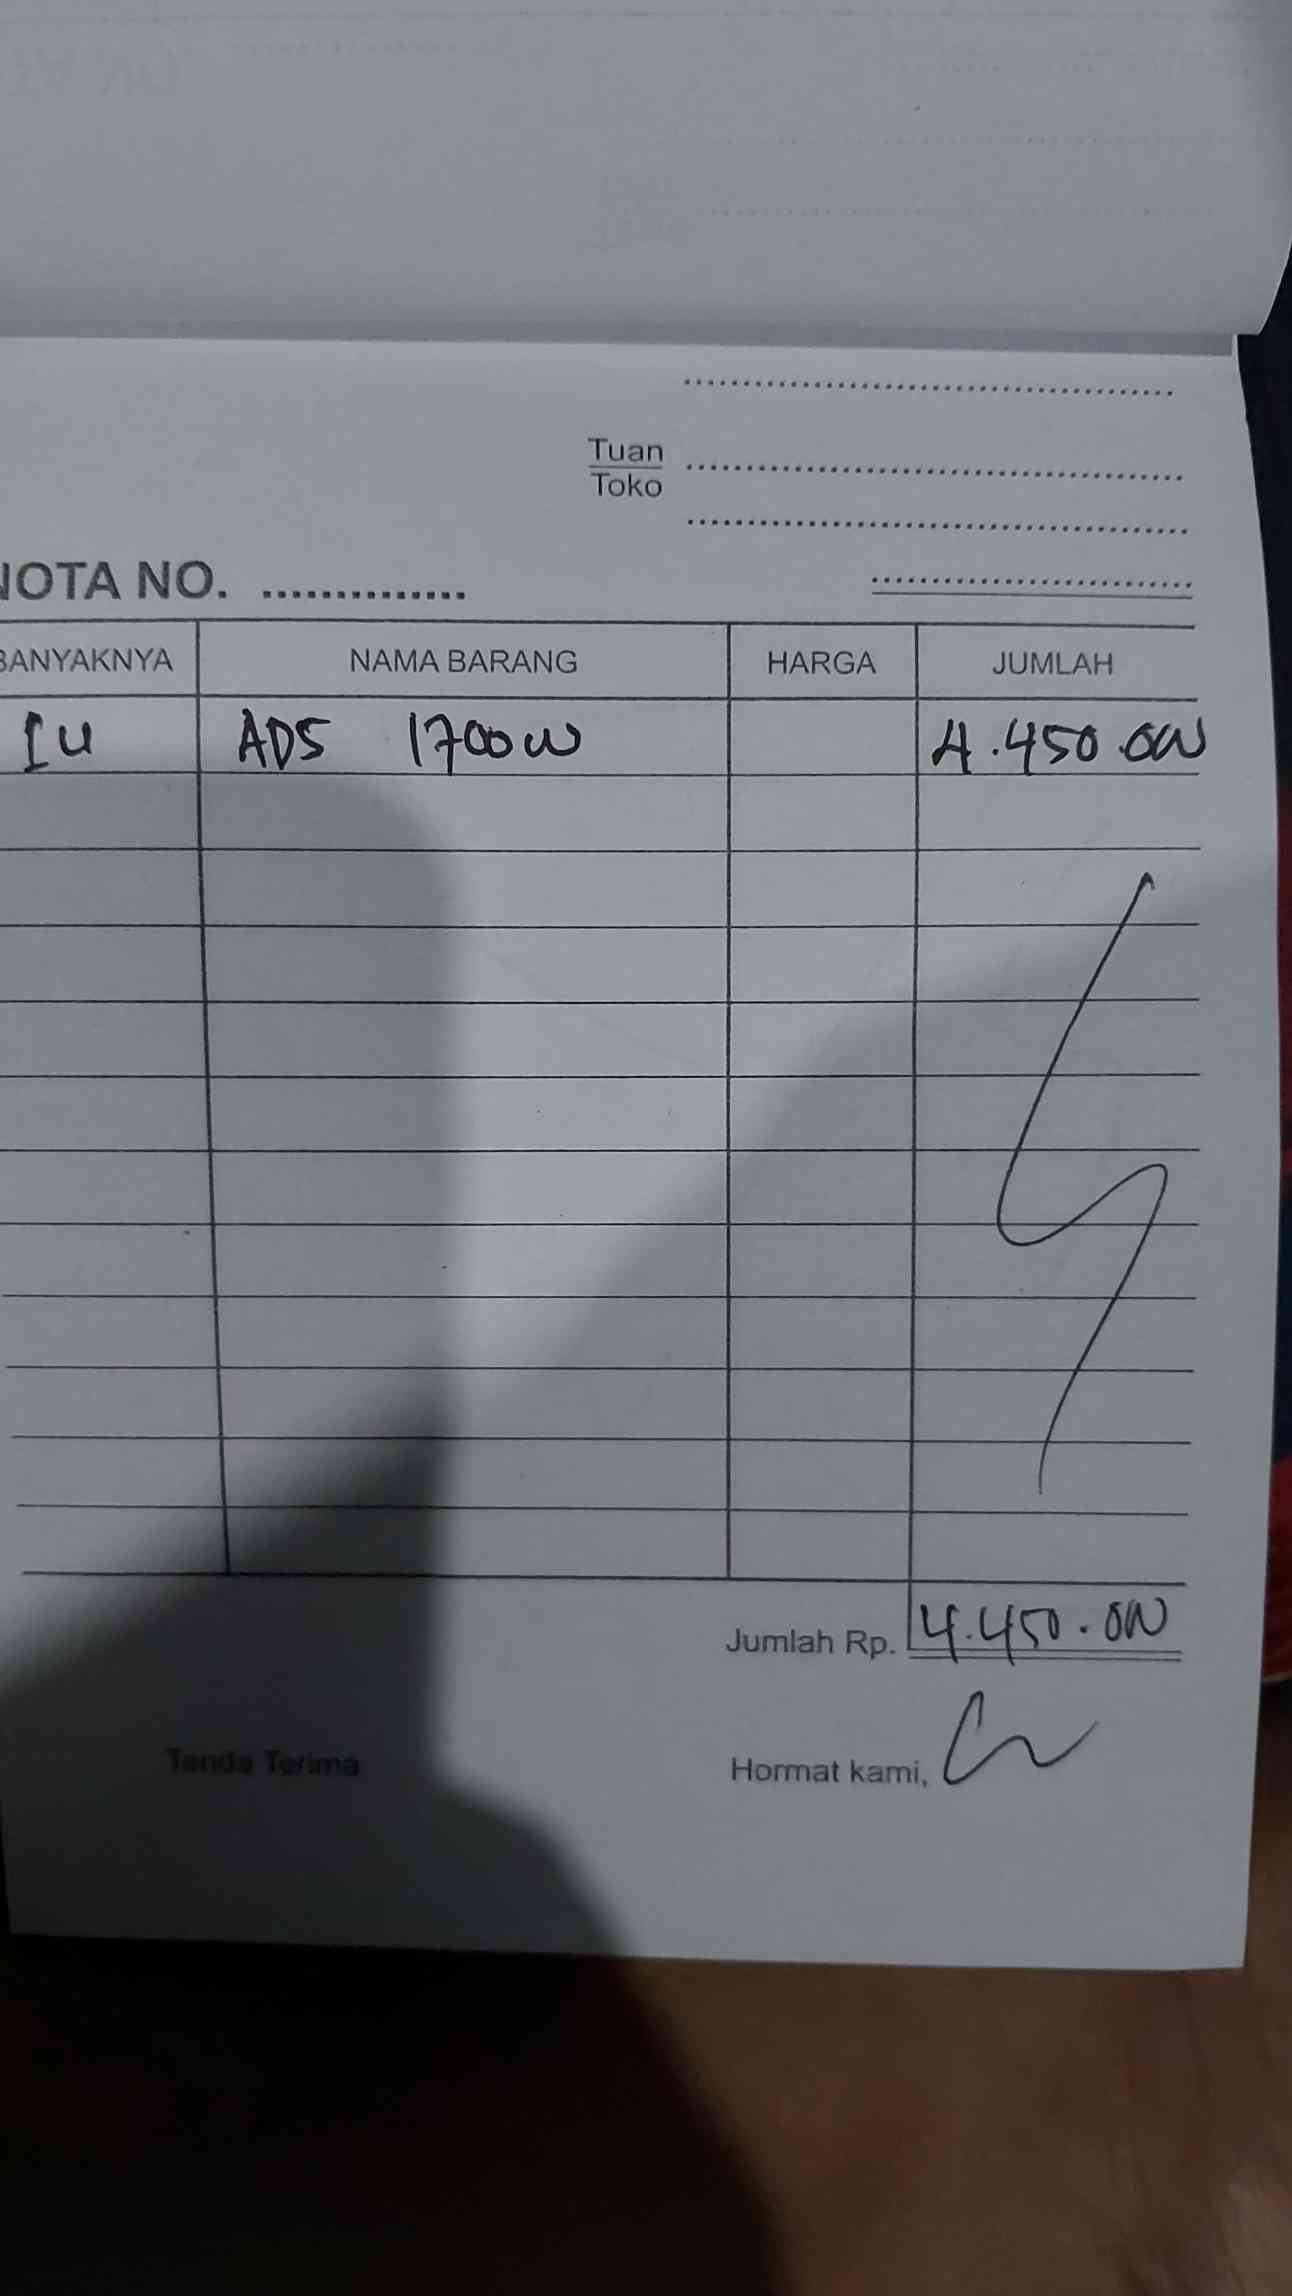 Tuan
Toko
NOTA NO. ..............
BANYAKNYA NAMA BARANG HARGA JUMLAH
1 U ADS 1700W 4.450.000
Jumlah Rp. 4.450.000
Tanda Terima Hormat kami,